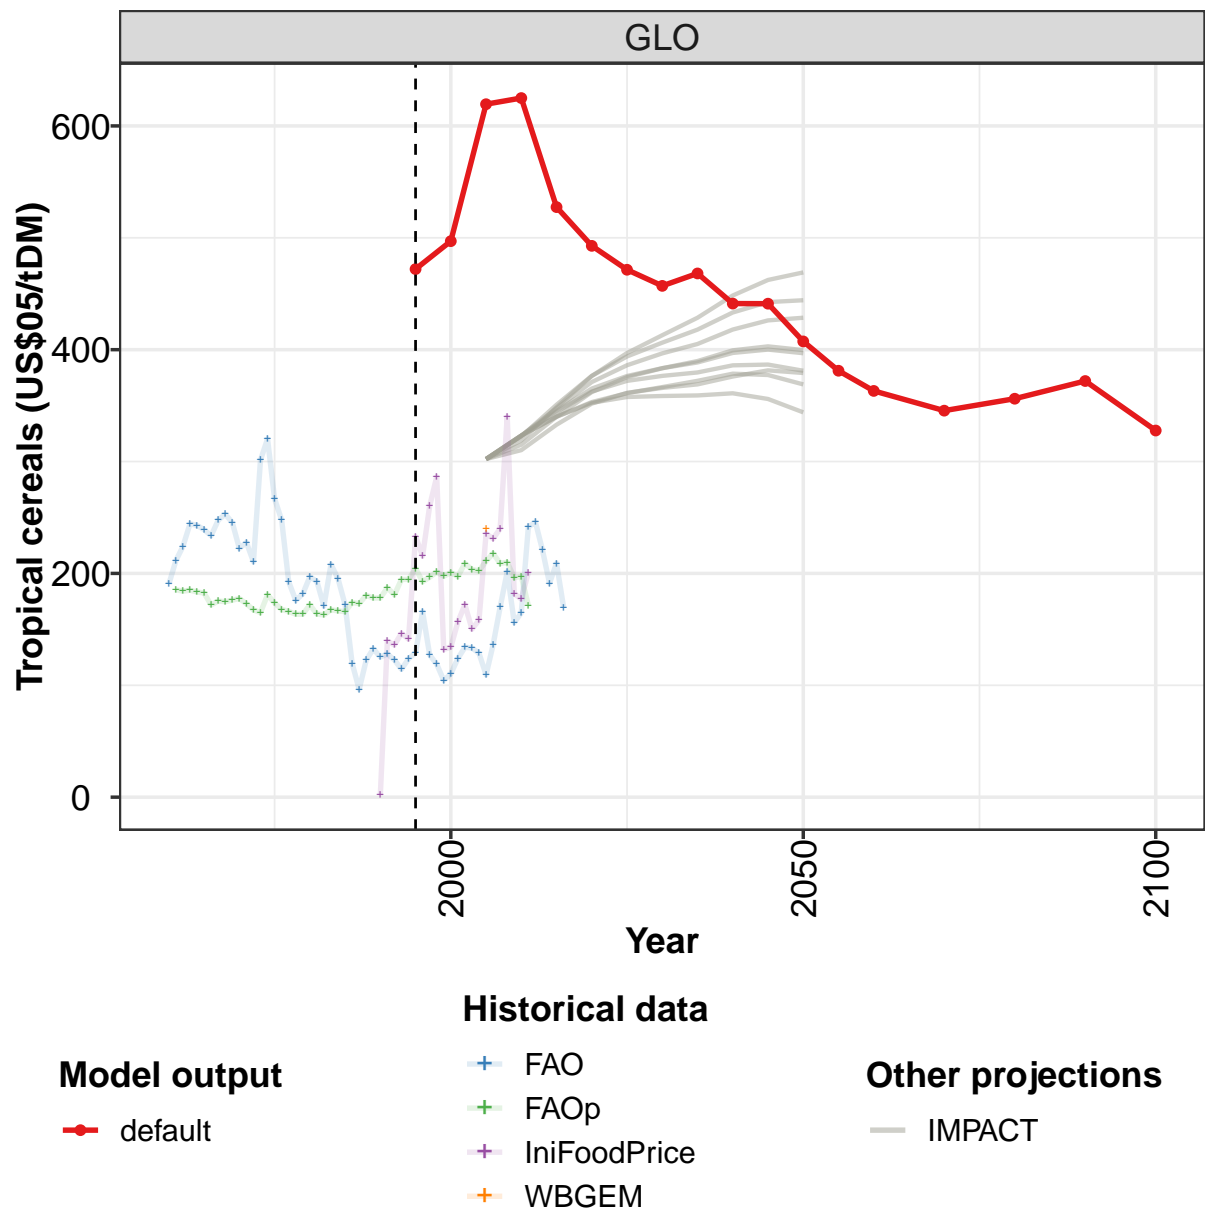 GLO
Tropical cereals (US$05/tDM)
600
400
200
0
2000
2050
2100
Year
Model output
default
Historical data
FAO
FAOp
IniFoodPrice
WBGEM
Other projections
IMPACT